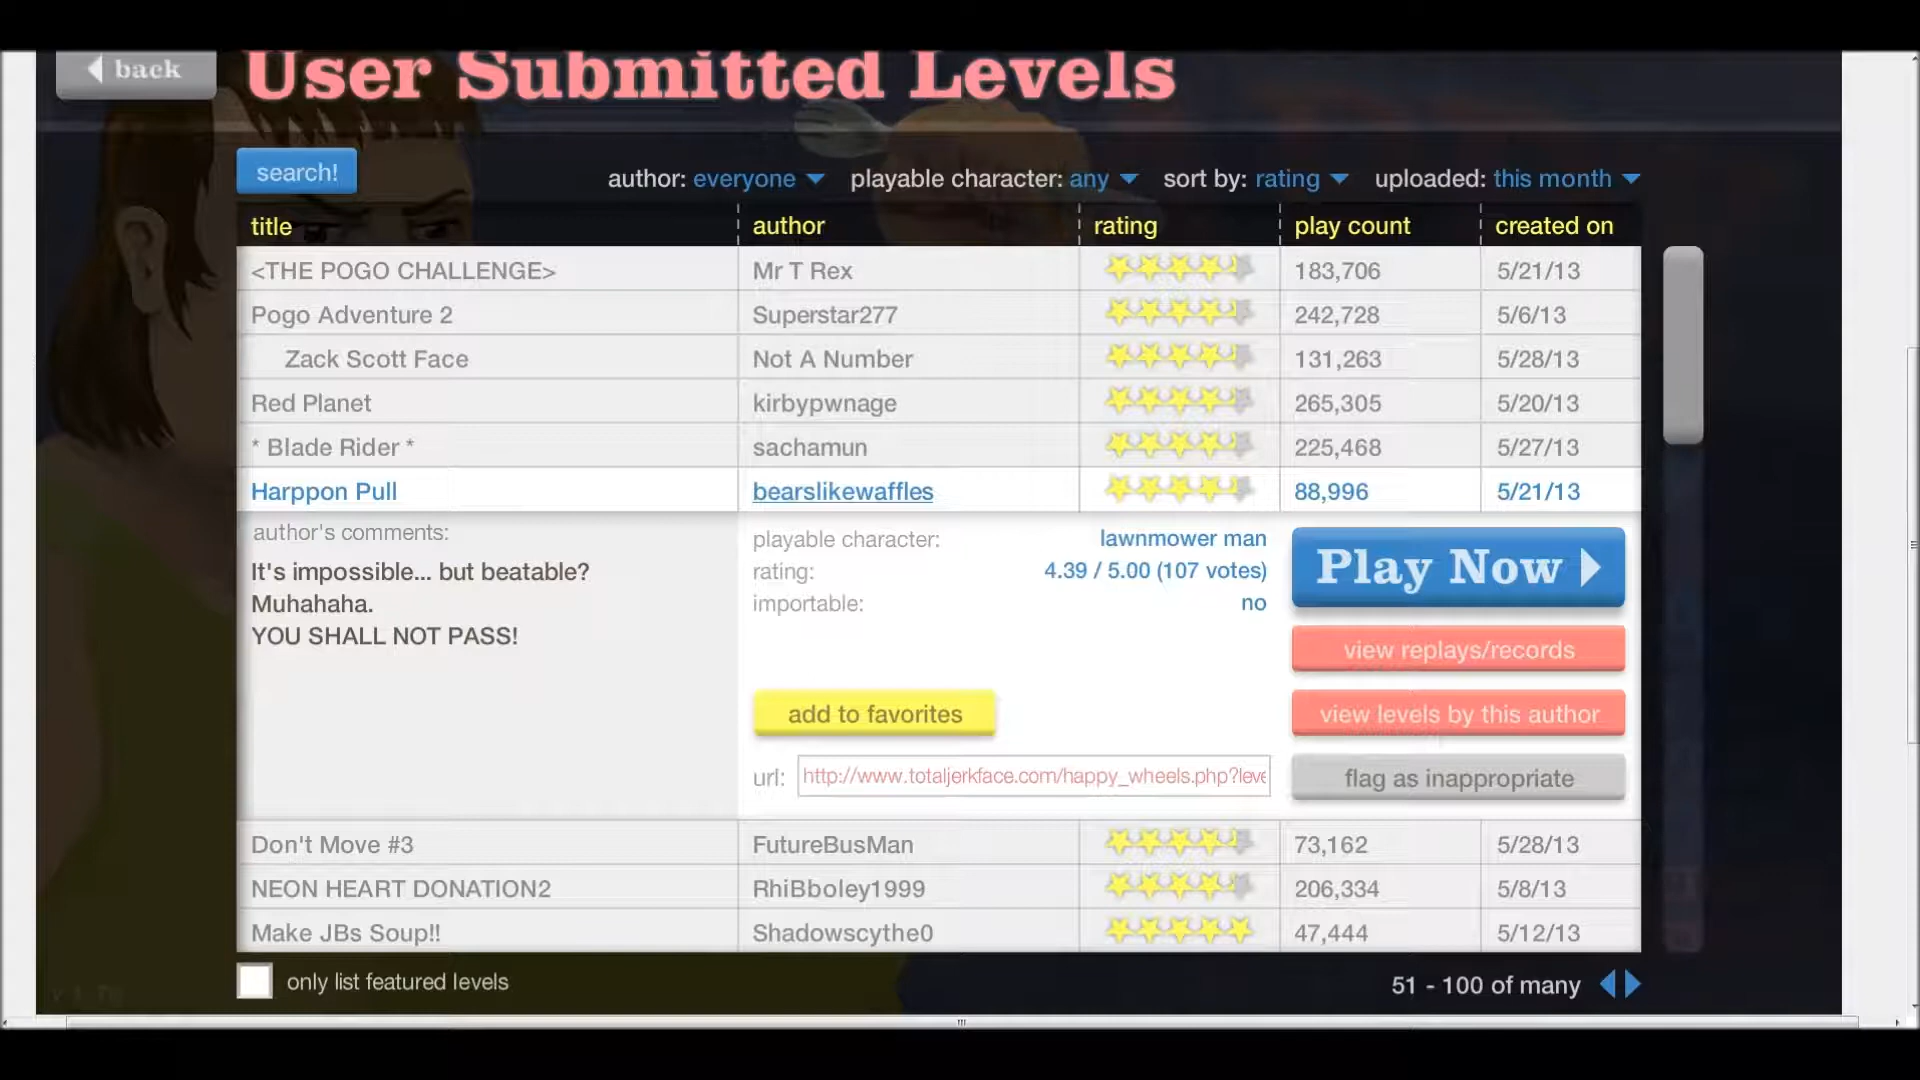 back
User Submitted Levels
search!
author: everyone playable character: any sort by: rating uploaded: this month
title author rating play count created on
<THE POGO CHALLENGE> Mr T Rex 183,706 5/21/13
Pogo Adventure 2 Superstar277 242,728 5/6/13
Zack Scott Face Not A Number 131,263 5/28/13
Red Planet kirbypwnage 265,305 5/20/13
* Blade Rider * sachamun 225,468 5/27/13
Harppon Pull bearslikewaffles 88,996 5/21/13
author's comments:
It's impossible... but beatable?
Muhahaha.
YOU SHALL NOT PASS!
playable character: lawnmower man
rating: 4.39 / 5.00 (107 votes)
importable: no
add to favorites
url: http://www.totaljerkface.com/happy_wheels.php?leve
Play Now
view replays/records
view levels by this author
flag as inappropriate
Don't Move #3 FutureBusMan 73,162 5/28/13
NEON HEART DONATION2 RhiBboley1999 206,334 5/8/13
Make JBs Soup!! Shadowscythe0 47,444 5/12/13
only list featured levels
51 - 100 of many